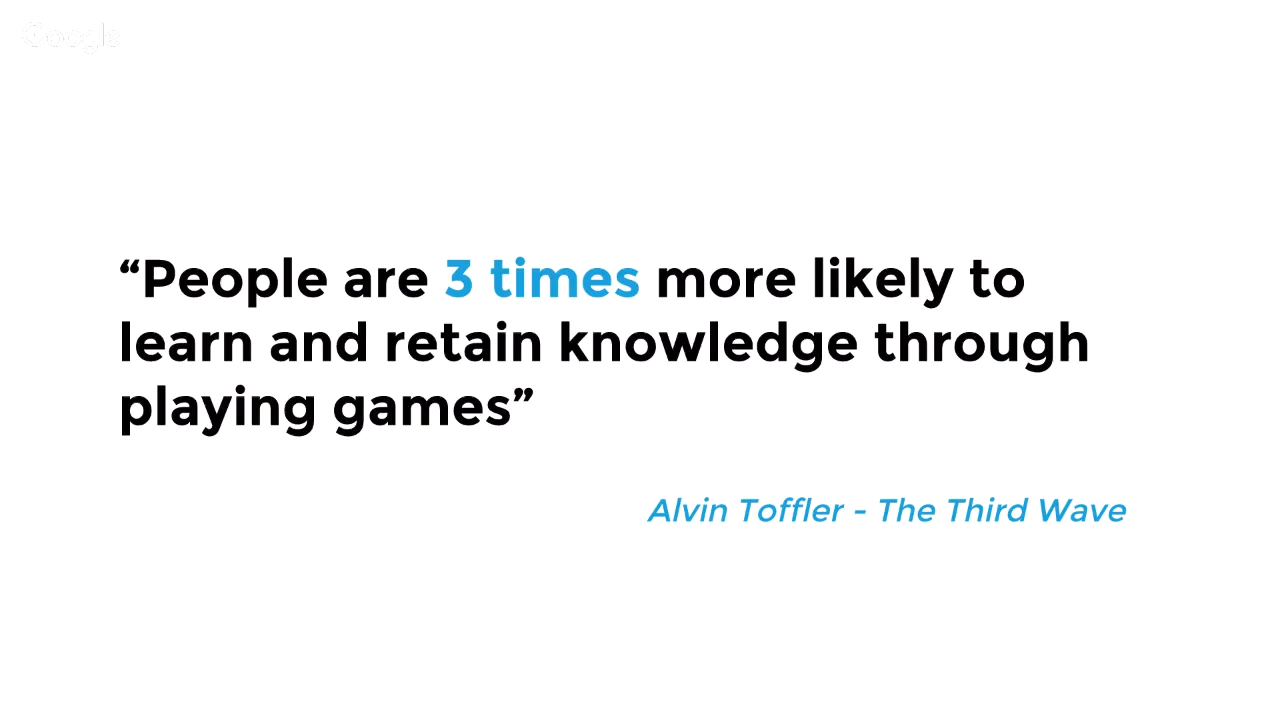 Google
“People are 3 times more likely to
learn and retain knowledge through
playing games”
Alvin Toffler - The Third Wave